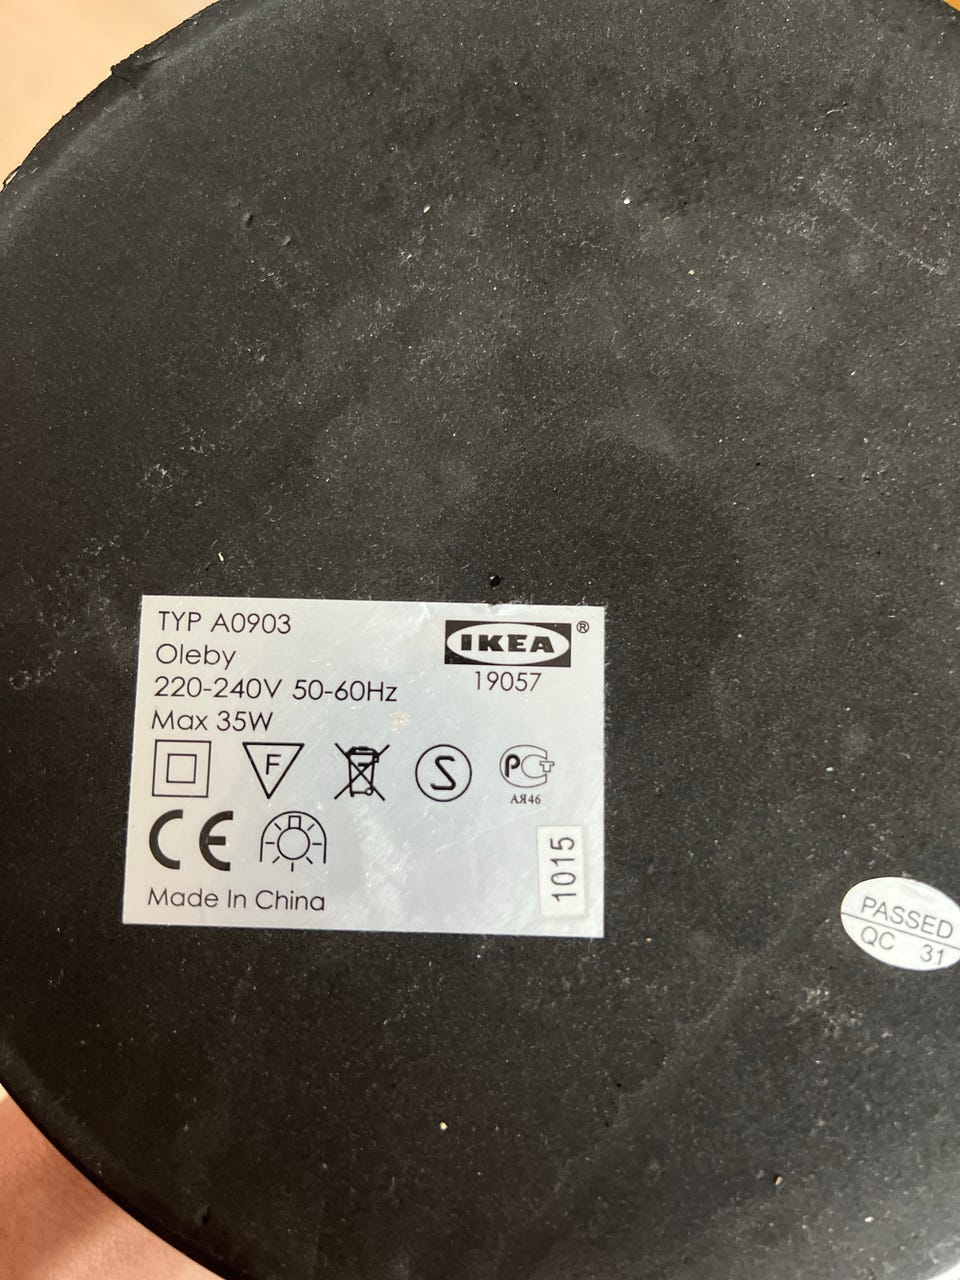 TYP A0903
Oleby
220-240V 50-60Hz
Max 35W
IKEA®
19057
F
S
PCT
АЯ46
CE
1015
Made In China
PASSED
QC 31